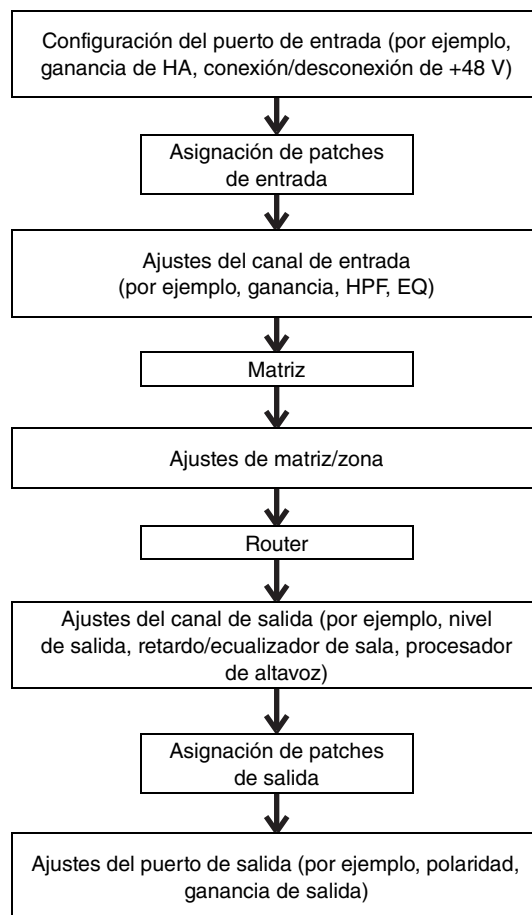 Configuración del puerto de entrada (por ejemplo,
ganancia de HA, conexión/desconexión de +48 V)
Asignación de patches
de entrada
Ajustes del canal de entrada
(por ejemplo, ganancia, HPF, EQ)
Matriz
Ajustes de matriz/zona
Router
Ajustes del canal de salida (por ejemplo, nivel
de salida, retardo/ecualizador de sala, procesador
de altavoz)
Asignación de patches
de salida
Ajustes del puerto de salida (por ejemplo, polaridad,
ganancia de salida)